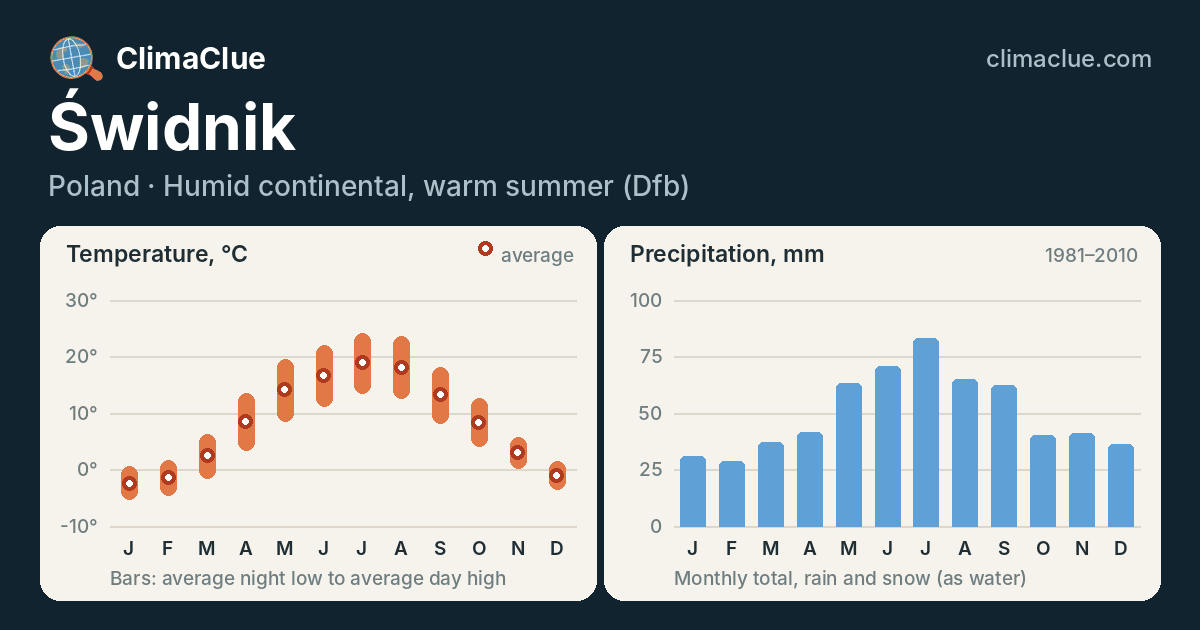 ClimaClue
climaclue.com
Świdnik
Poland · Humid continental, warm summer (Dfb)
Temperature, °C
average
30°
20°
10°
0°
-10°
J F M A M J J A S O N D
Bars: average night low to average day high
Precipitation, mm
1981–2010
100
75
50
25
0
J F M A M J J A S O N D
Monthly total, rain and snow (as water)